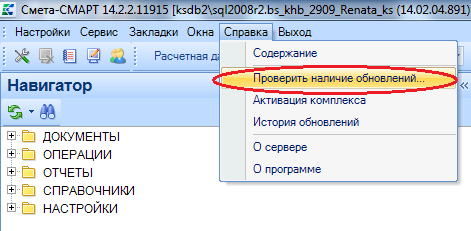 Смета-СМАРТ 14.2.2.11915 [ksdb2\sql2008r2.bs_khb_2909_Renata_ks (14.02.04.891)
Настройки Сервис Закладки Окна Справка Выход
Расчетная да
Содержание
Проверить наличие обновлений...
Активация комплекса
История обновлений
О сервере
О программе
Навигатор
ДОКУМЕНТЫ
ОПЕРАЦИИ
ОТЧЕТЫ
СПРАВОЧНИКИ
НАСТРОЙКИ